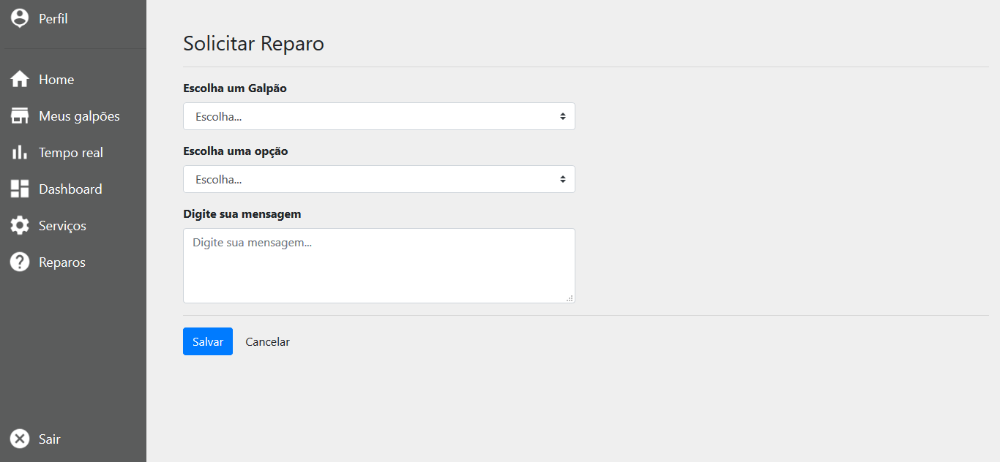 Perfil
Home
Meus galpões
Tempo real
Dashboard
Serviços
Reparos
Sair
Solicitar Reparo
Escolha um Galpão
Escolha...
Escolha uma opção
Escolha...
Digite sua mensagem
Digite sua mensagem...
Salvar Cancelar